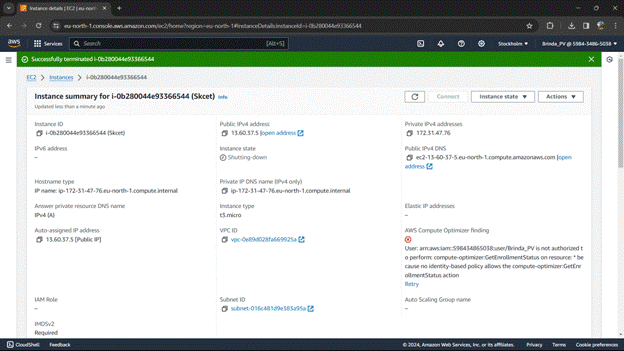 Instance details | EC2 | eu-nor
eu-north-1.console.aws.amazon.com/ec2/home?region=eu-north-1#InstanceDetails:instanceId=i-0b280044e93366544
aws Services Search [Alt+S] Stockholm Brinda_PV @ 5984-3486-5038
Successfully terminated i-0b280044e93366544
EC2 Instances i-0b280044e93366544
Instance summary for i-0b280044e93366544 (Skcet) Info
Connect Instance state Actions
Updated less than a minute ago
Instance ID
i-0b280044e93366544 (Skcet)
Public IPv4 address
13.60.37.5 |open address
Private IPv4 addresses
172.31.47.76
IPv6 address
–
Instance state
Shutting-down
Public IPv4 DNS
ec2-13-60-37-5.eu-north-1.compute.amazonaws.com |open
address
Hostname type
IP name: ip-172-31-47-76.eu-north-1.compute.internal
Private IP DNS name (IPv4 only)
ip-172-31-47-76.eu-north-1.compute.internal
Answer private resource DNS name
IPv4 (A)
Instance type
t3.micro
Elastic IP addresses
–
Auto-assigned IP address
13.60.37.5 [Public IP]
VPC ID
vpc-0e89d028fa669925a
AWS Compute Optimizer finding
User: arn:aws:iam::598434865038:user/Brinda_PV is not authorized t
o perform: compute-optimizer:GetEnrollmentStatus on resource: * be
cause no identity-based policy allows the compute-optimizer:GetEnr
ollmentStatus action
Retry
IAM Role
–
Subnet ID
subnet-016c481d9e383a95a
Auto Scaling Group name
–
IMDSv2
Required
CloudShell Feedback © 2024, Amazon Web Services, Inc. or its affiliates. Privacy Terms Cookie preferences